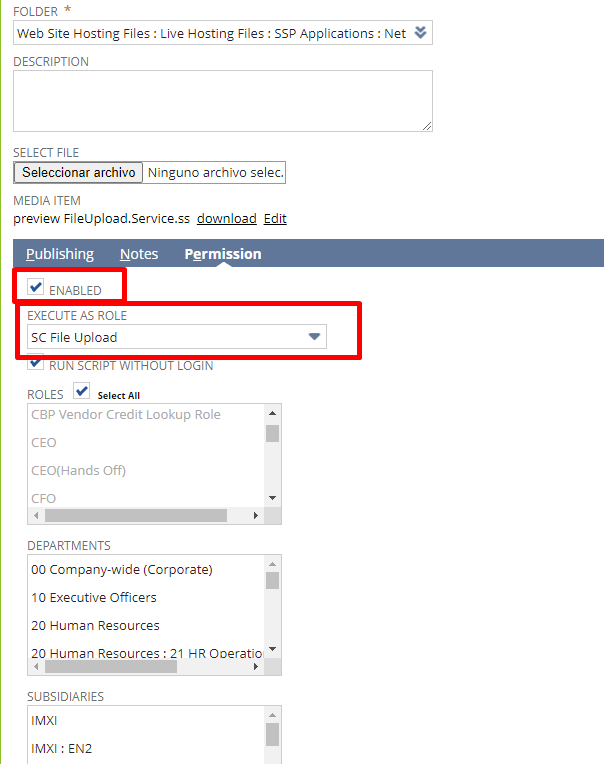 FOLDER *
Web Site Hosting Files : Live Hosting Files : SSP Applications : Net
DESCRIPTION
SELECT FILE
Seleccionar archivo Ninguno archivo selec.
MEDIA ITEM
preview FileUpload.Service.ss download Edit
Publishing Notes Permission
ENABLED
EXECUTE AS ROLE
SC File Upload
RUN SCRIPT WITHOUT LOGIN
ROLES Select All
CBP Vendor Credit Lookup Role
CEO
CEO(Hands Off)
CFO
DEPARTMENTS
00 Company-wide (Corporate)
10 Executive Officers
20 Human Resources
20 Human Resources : 21 HR Operatio
SUBSIDIARIES
IMXI
IMXI : EN2